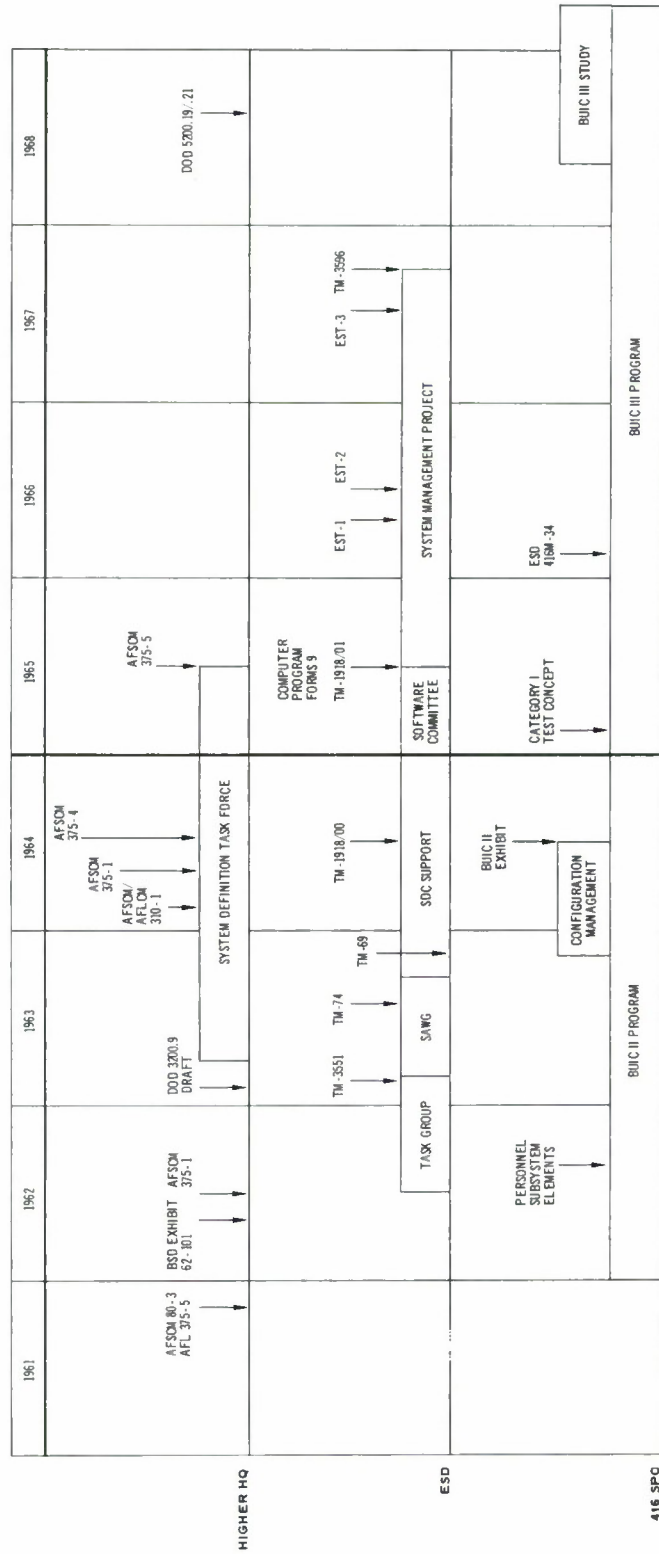 1961
1962
1963
1964
1965
1966
1967
1968
HIGHER HQ
AFSCM 80-3
AFL 375-5
BSD EXHIBIT
62-101
AFSCM
375-1
DOD 3200.9
DRAFT
AFSCM/
AFLCM
310-1
AFSCM
375-1
AFSCM
375-4
AFSCM
375-5
DOD 5200.19/.21
SYSTEM DEFINITION TASK FORCE
ESD
TM-3551
TM-74
TM-69
TM-1918/00
COMPUTER
PROGRAM
FORMS 9
TM-1918/01
EST-1
EST-2
EST-3
TM-3596
TASK GROUP
SAWG
SDC SUPPORT
SOFTWARE
COMMITTEE
SYSTEM MANAGEMENT PROJECT
416 SPO
PERSONNEL
SUBSYSTEM
ELEMENTS
BUIC II
EXHIBIT
CONFIGURATION
MANAGEMENT
CATEGORY I
TEST CONCEPT
ESD
416M-34
BUIC III STUDY
BUIC II PROGRAM
BUIC III PROGRAM